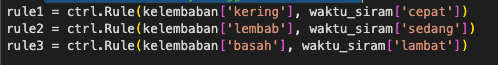 rule1 = ctrl.Rule(kelembaban['kering'], waktu_siram['cepat'])
rule2 = ctrl.Rule(kelembaban['lembab'], waktu_siram['sedang'])
rule3 = ctrl.Rule(kelembaban['basah'], waktu_siram['lambat'])